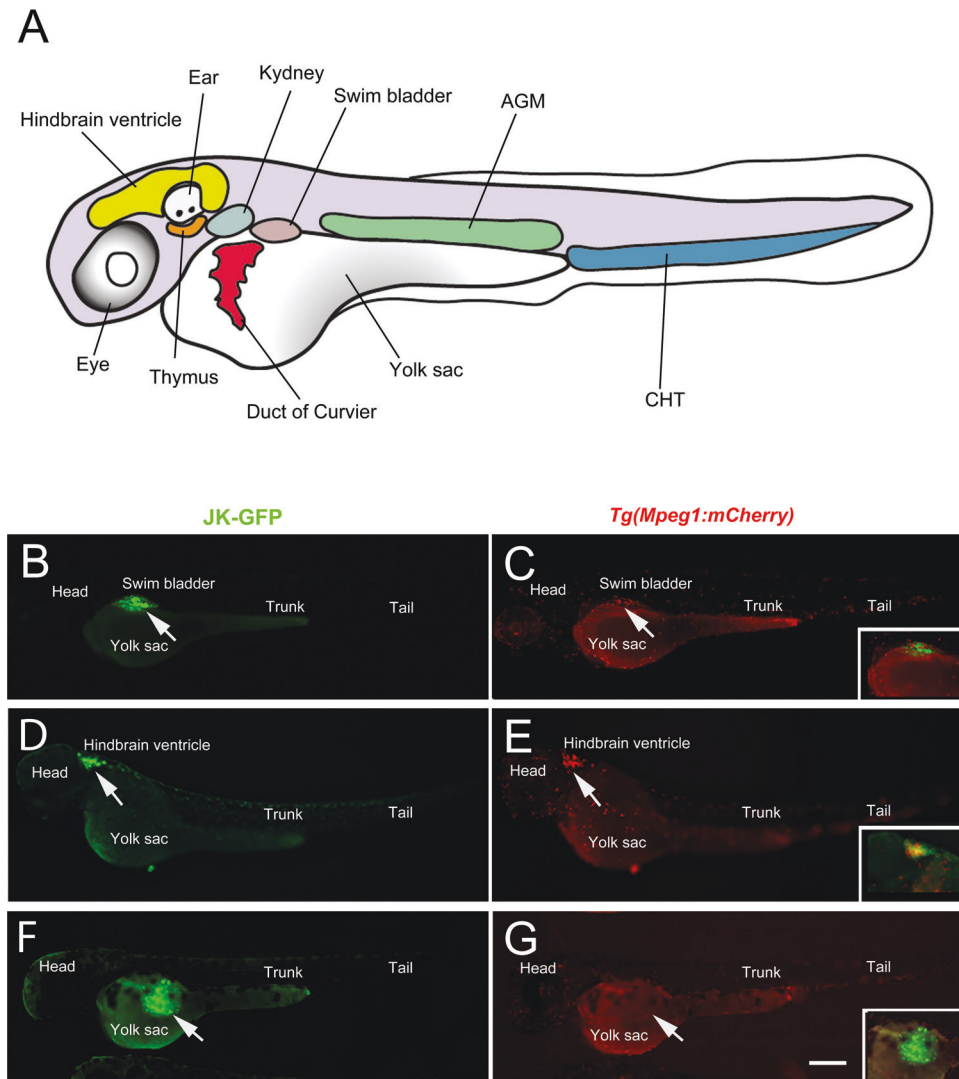 A
Ear
Kydney
Swim bladder
AGM
Hindbrain ventricle
Eye
Thymus
Duct of Curvier
Yolk sac
CHT
JK-GFP
Tg(Mpeg1:mCherry)
B
Head
Swim bladder
Trunk
Tail
Yolk sac
C
Head
Swim bladder
Trunk
Tail
Yolk sac
D
Hindbrain ventricle
Head
Trunk
Tail
Yolk sac
E
Hindbrain ventricle
Head
Trunk
Tail
Yolk sac
F
Head
Trunk
Tail
Yolk sac
G
Head
Trunk
Tail
Yolk sac